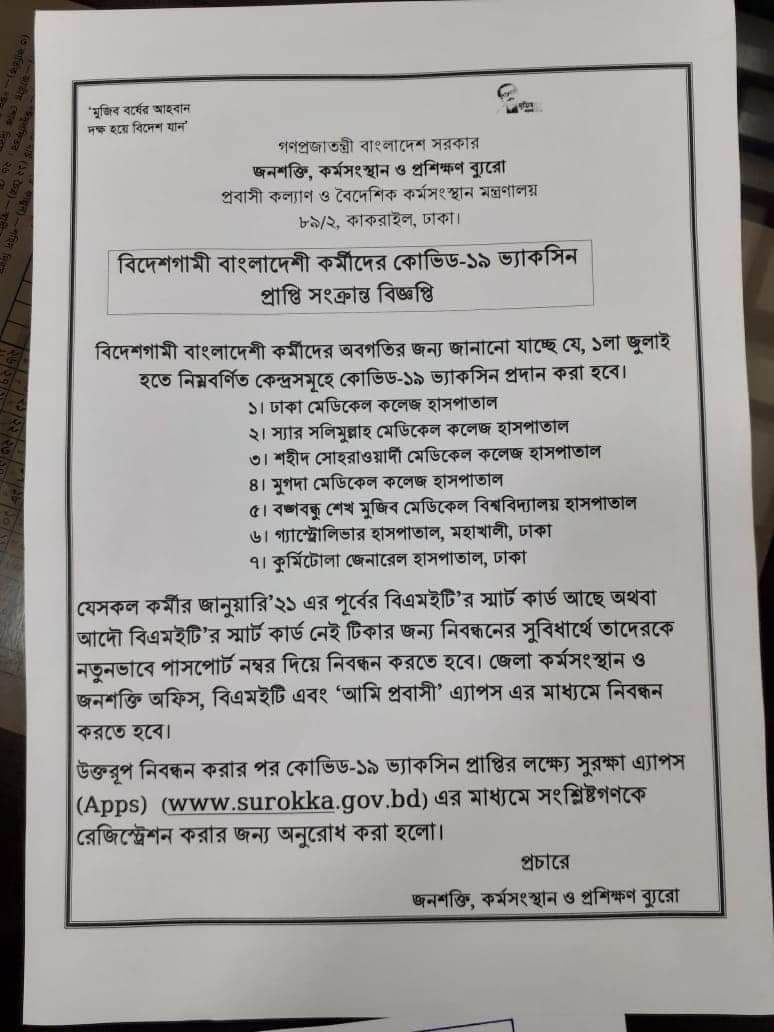 'মুজিব বর্ষের আহবান
দক্ষ হয়ে বিদেশ যান'
মুজিব
গণপ্রজাতন্ত্রী বাংলাদেশ সরকার
জনশক্তি, কর্মসংস্থান ও প্রশিক্ষণ ব্যুরো
প্রবাসী কল্যাণ ও বৈদেশিক কর্মসংস্থান মন্ত্রণালয়
৮৯/২, কাকরাইল, ঢাকা।
বিদেশগামী বাংলাদেশী কর্মীদের কোভিড-১৯ ভ্যাকসিন
প্রাপ্তি সংক্রান্ত বিজ্ঞপ্তি
বিদেশগামী বাংলাদেশী কর্মীদের অবগতির জন্য জানানো যাচ্ছে যে, ১লা জুলাই
হতে নিম্নবর্ণিত কেন্দ্রসমূহে কোভিড-১৯ ভ্যাকসিন প্রদান করা হবে।
১। ঢাকা মেডিকেল কলেজ হাসপাতাল
২। স্যার সলিমুল্লাহ মেডিকেল কলেজ হাসপাতাল
৩। শহীদ সোহরাওয়ার্দী মেডিকেল কলেজ হাসপাতাল
৪। মুগদা মেডিকেল কলেজ হাসপাতাল
৫। বঙ্গবন্ধু শেখ মুজিব মেডিকেল বিশ্ববিদ্যালয় হাসপাতাল
৬। গ্যাস্ট্রোলিভার হাসপাতাল, মহাখালী, ঢাকা
৭। কুর্মিটোলা জেনারেল হাসপাতাল, ঢাকা
যেসকল কর্মীর জানুয়ারি'২১ এর পূর্বের বিএমইটি'র স্মার্ট কার্ড আছে অথবা
আদৌ বিএমইটি'র স্মার্ট কার্ড নেই টিকার জন্য নিবন্ধনের সুবিধার্থে তাদেরকে
নতুনভাবে পাসপোর্ট নম্বর দিয়ে নিবন্ধন করতে হবে। জেলা কর্মসংস্থান ও
জনশক্তি অফিস, বিএমইটি এবং 'আমি প্রবাসী' এ্যাপস এর মাধ্যমে নিবন্ধন
করতে হবে।
উক্তরূপ নিবন্ধন করার পর কোভিড-১৯ ভ্যাকসিন প্রাপ্তির লক্ষ্যে সুরক্ষা এ্যাপস
(Apps) (www.surokka.gov.bd) এর মাধ্যমে সংশ্লিষ্টগণকে
রেজিস্ট্রেশন করার জন্য অনুরোধ করা হলো।
প্রচারে
জনশক্তি, কর্মসংস্থান ও প্রশিক্ষণ ব্যুরো